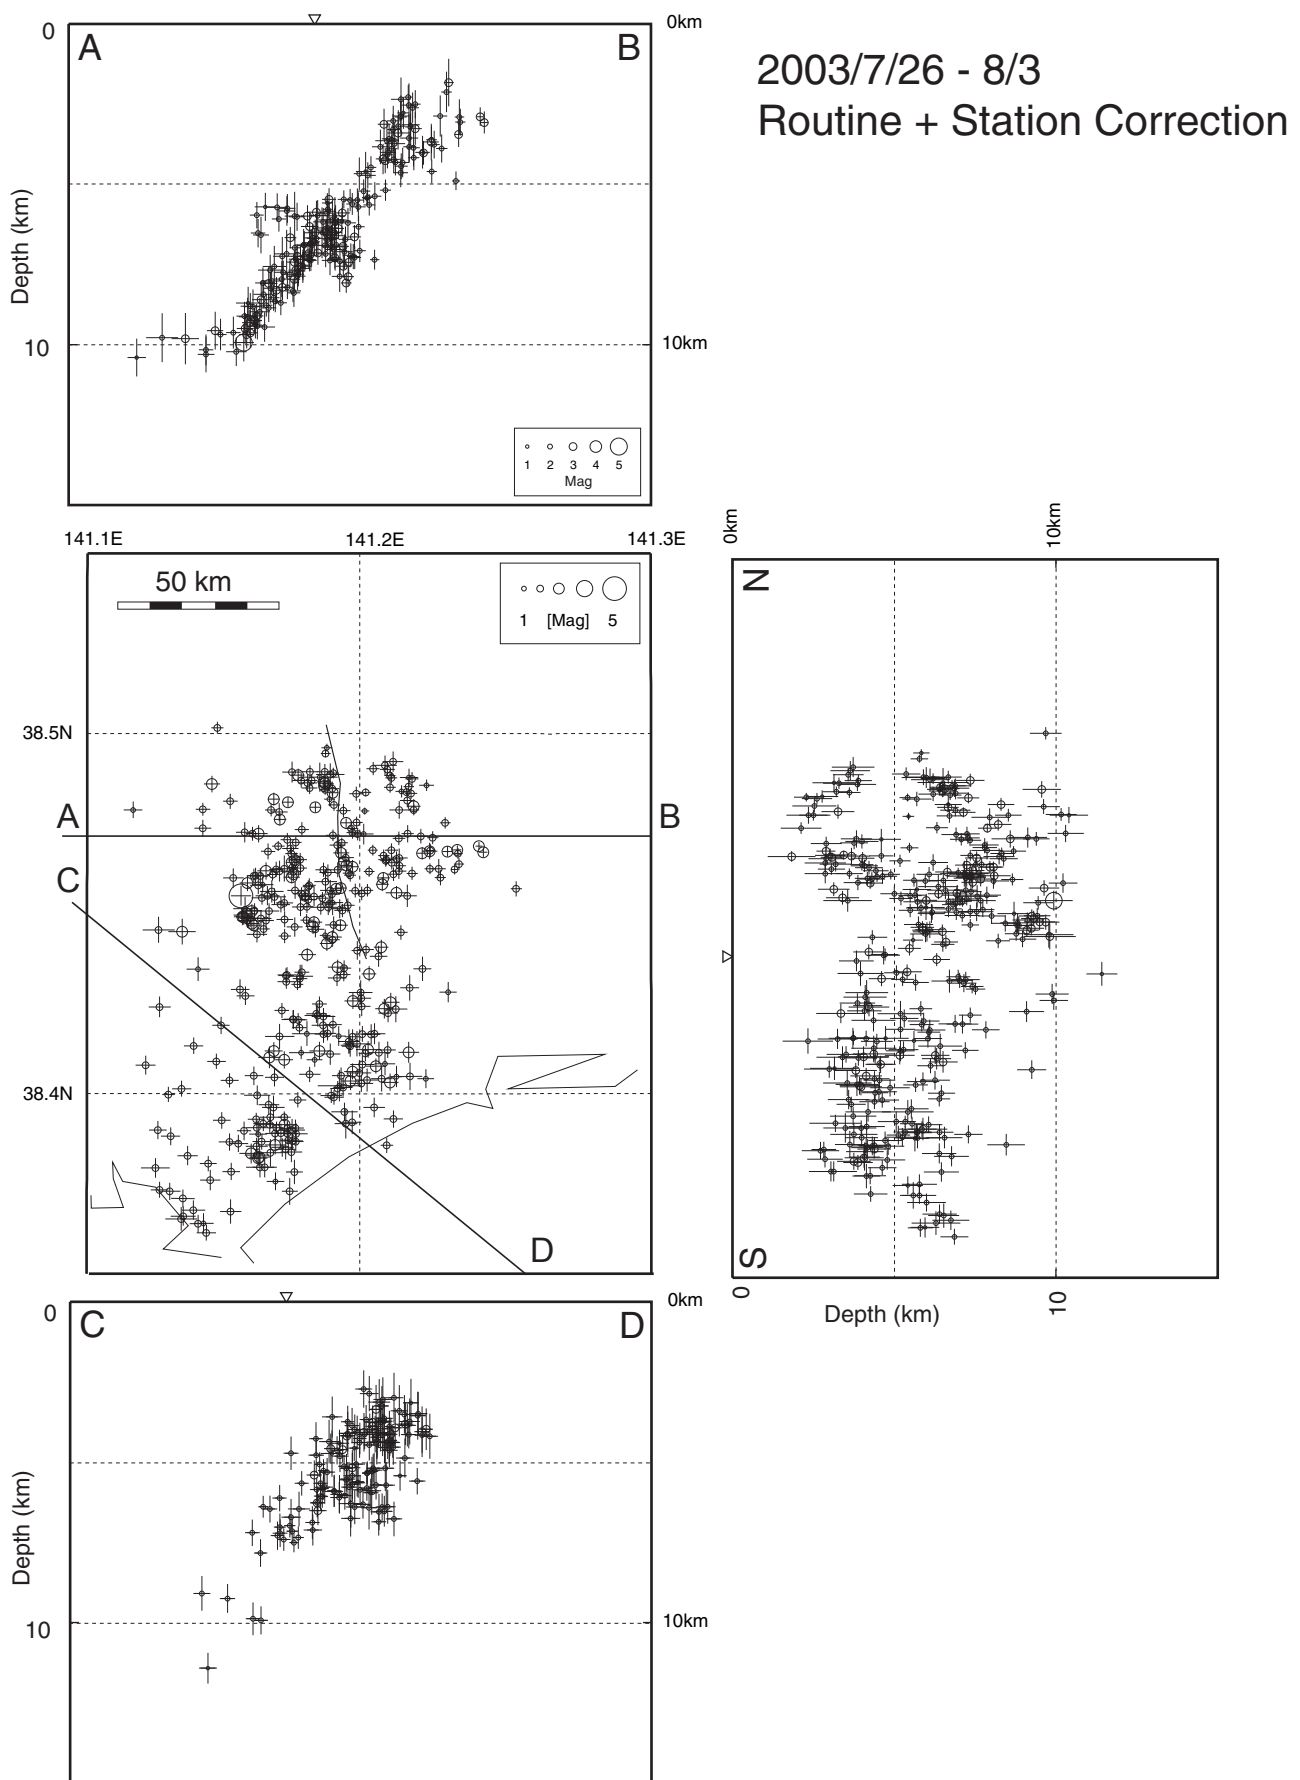 0
A
B
0km
2003/7/26 - 8/3
Routine + Station Correction
Depth (km)
10
10km
1 2 3 4 5
Mag
141.1E
141.2E
141.3E
50 km
1 [Mag] 5
38.5N
A
B
C
38.4N
D
0km
10km
N
S
0
10
Depth (km)
0
C
D
0km
Depth (km)
10
10km